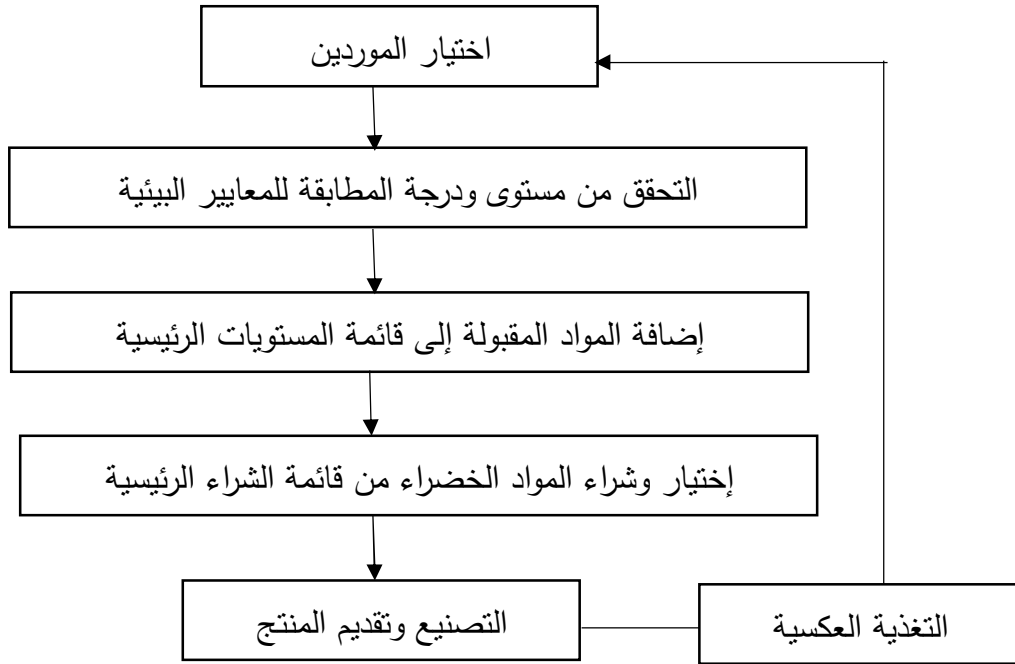 اختيار الموردين
التحقق من مستوى ودرجة المطابقة للمعايير البيئية
إضافة المواد المقبولة إلى قائمة المستويات الرئيسية
إختيار وشراء المواد الخضراء من قائمة الشراء الرئيسية
التصنيع وتقديم المنتج
التغذية العكسية